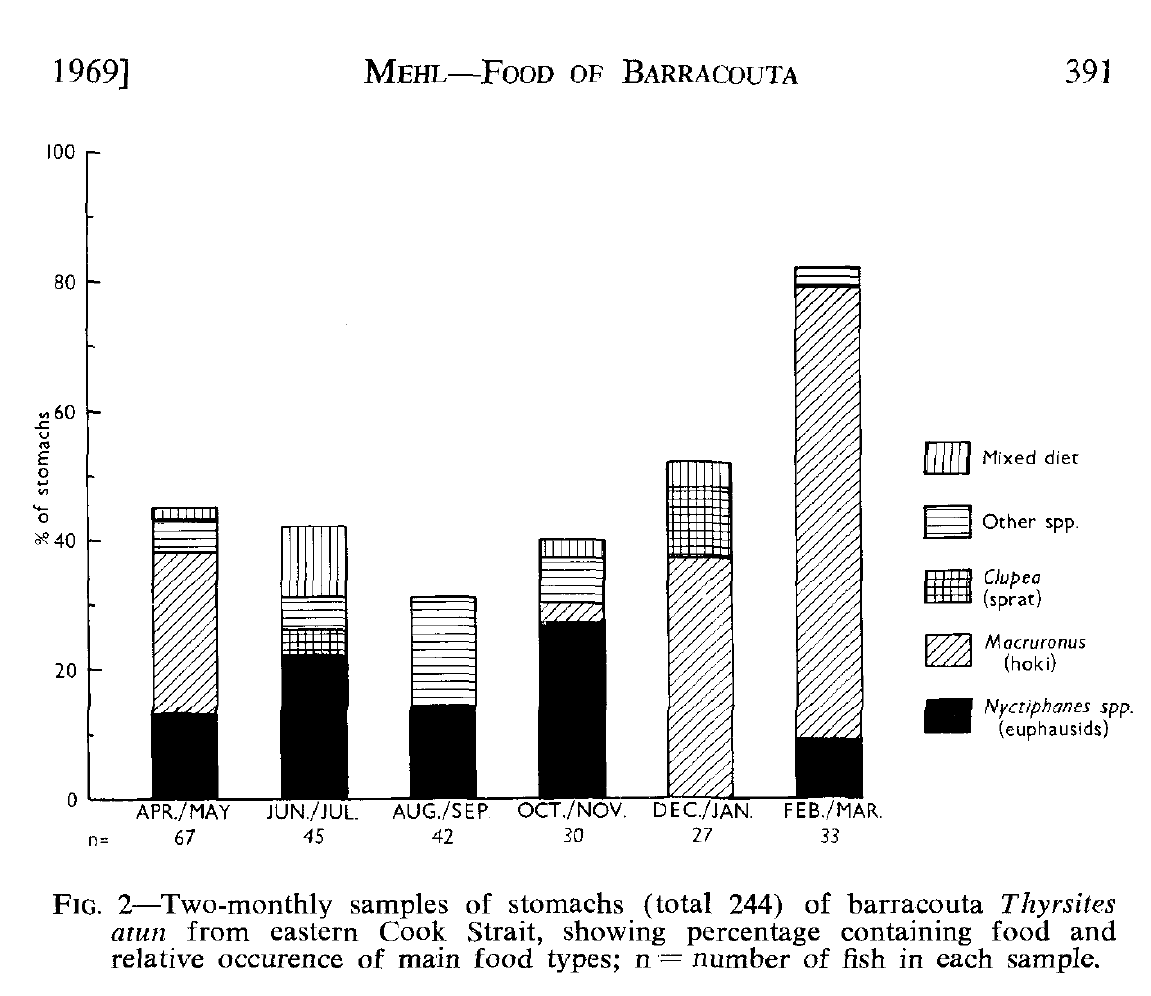 1969] MEHL—FOOD OF BARRACOUTA 391
100
80
60
40
20
0
% of stomachs
Mixed diet
Other spp.
Clupea
(sprat)
Macruronus
(hoki)
Nyctiphanes spp.
(euphausids)
APR./MAY JUN./JUL. AUG./SEP. OCT./NOV. DEC./JAN. FEB./MAR.
n= 67 45 42 30 27 33
FIG. 2—Two-monthly samples of stomachs (total 244) of barracouta Thyrsites
atun from eastern Cook Strait, showing percentage containing food and
relative occurence of main food types; n = number of fish in each sample.